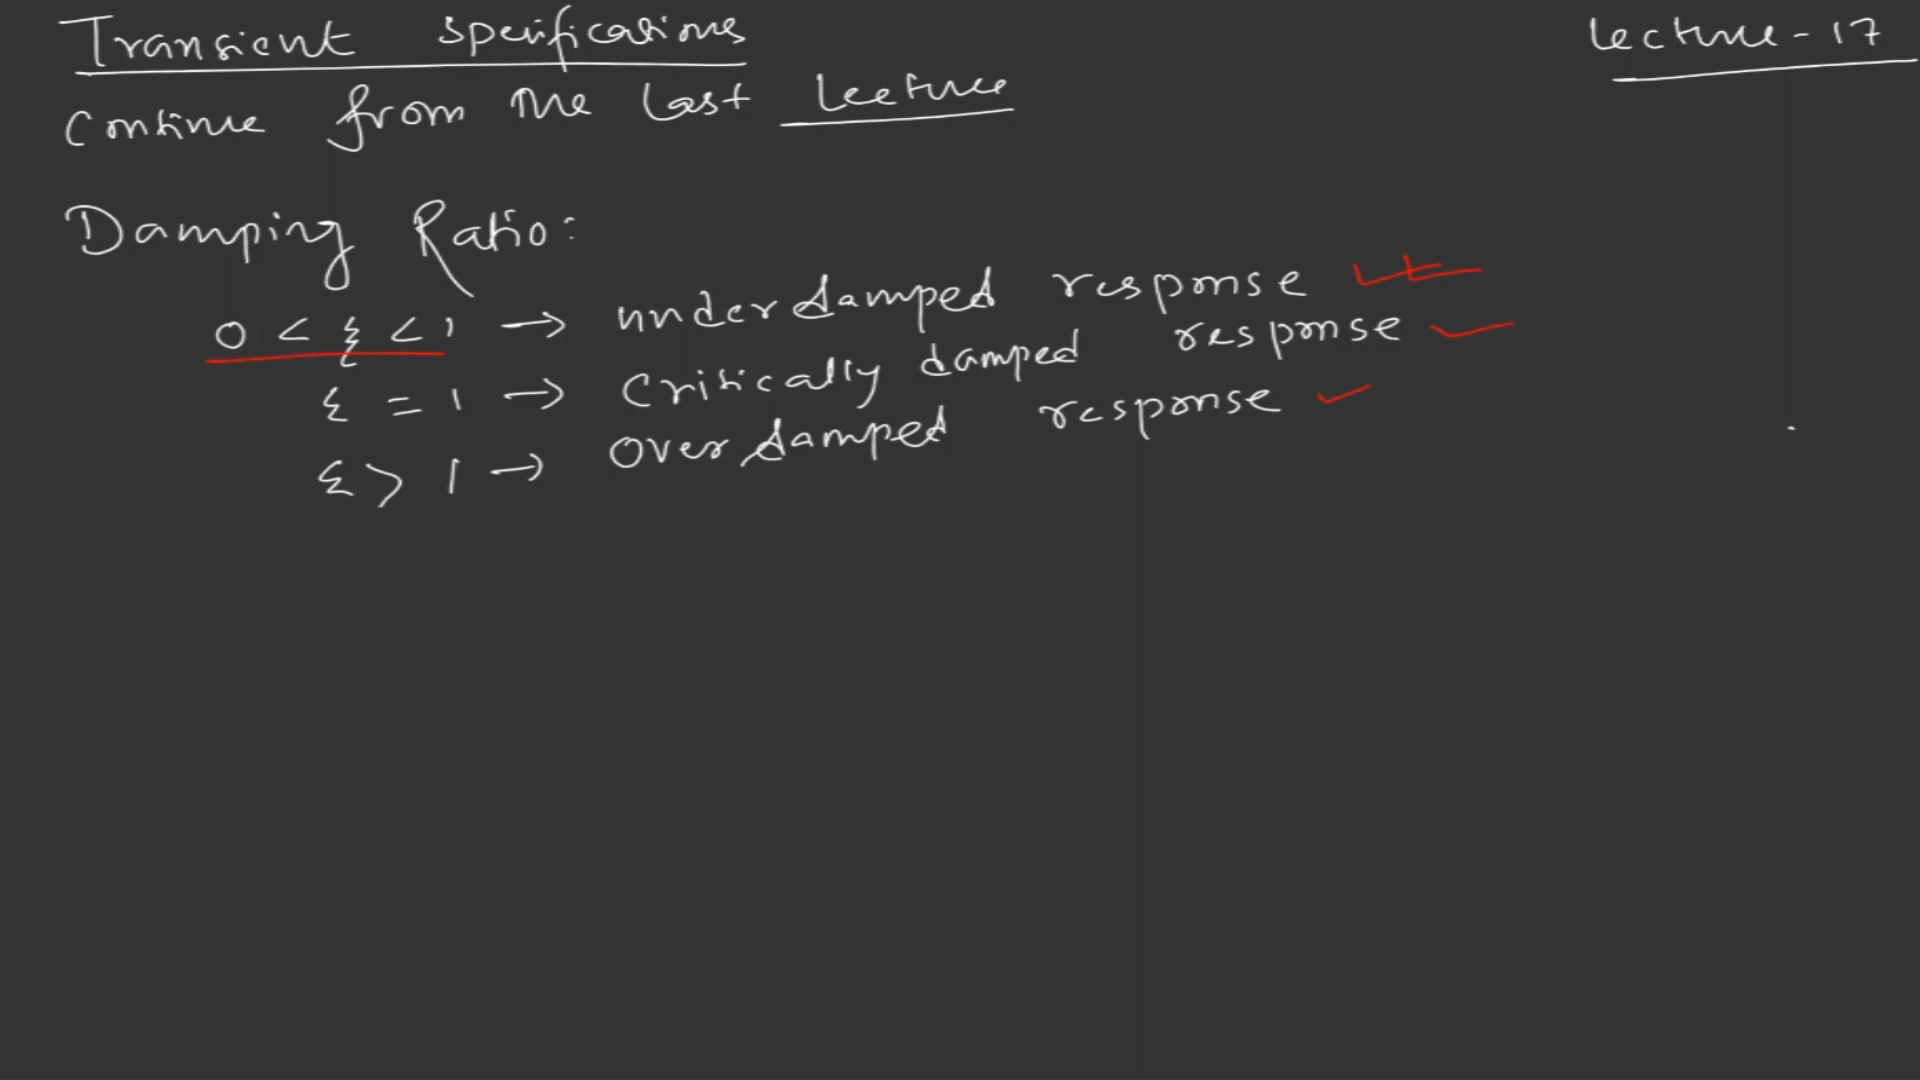 Transient specifications
Lecture - 17
Continue from the last Lecture
Damping Ratio:
0 < ξ < 1 → underdamped response
ξ = 1 → Critically damped response
ξ > 1 → Overdamped response